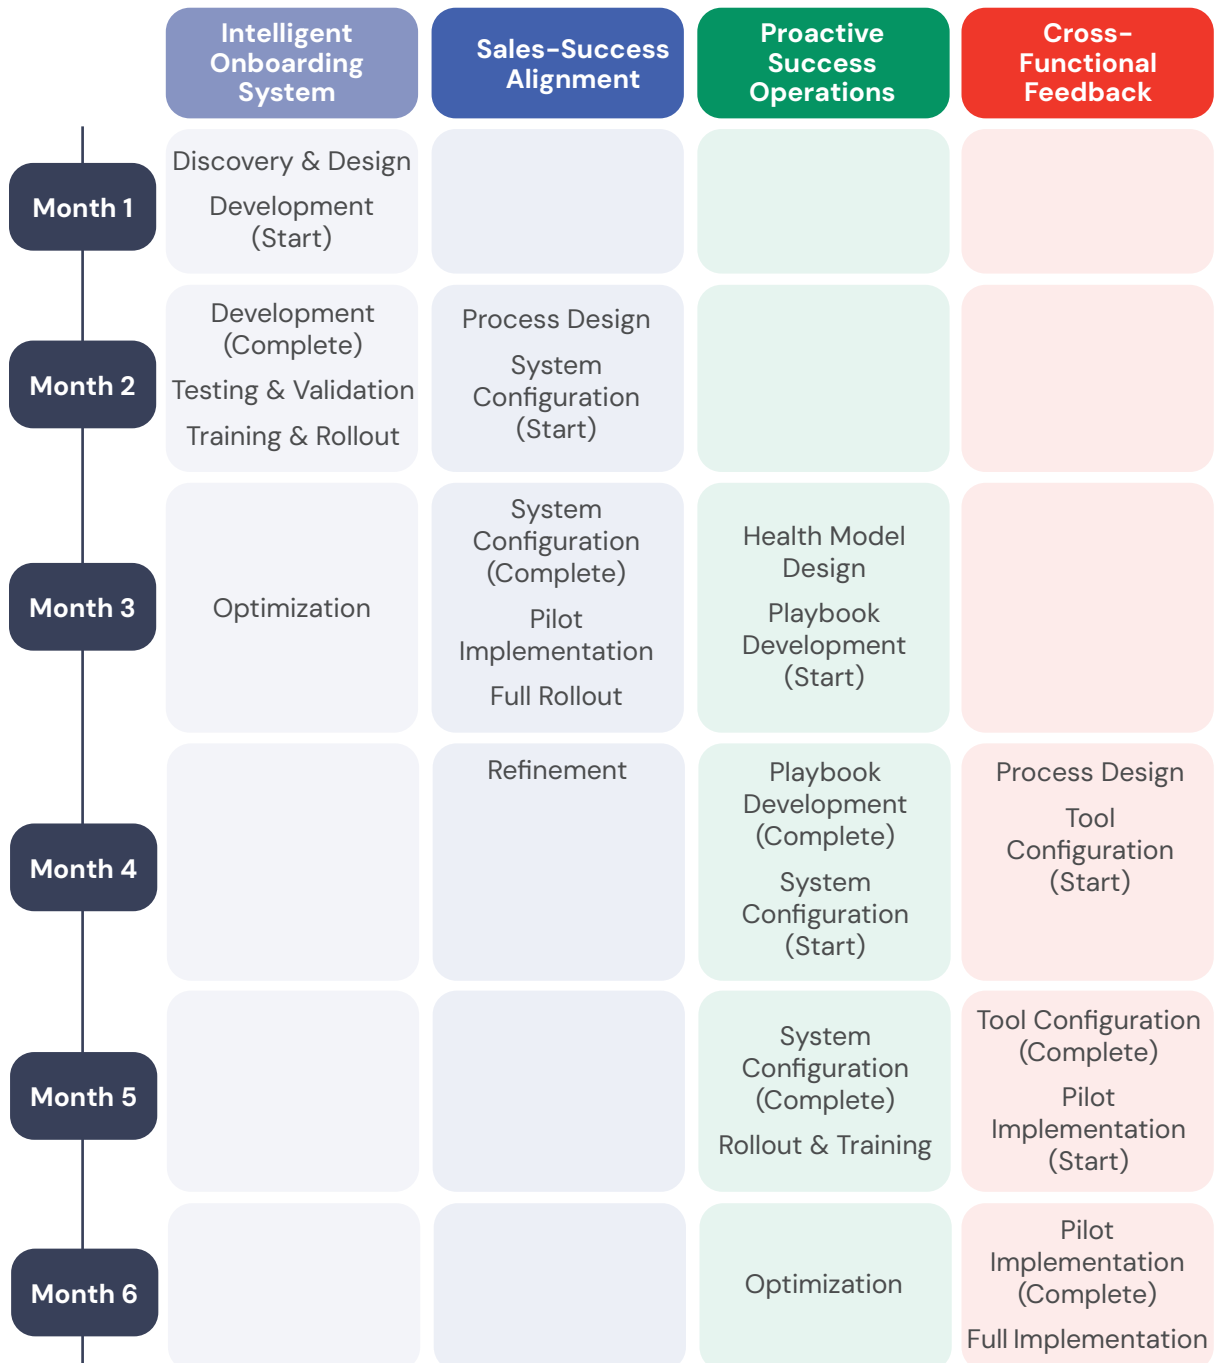 Intelligent
Onboarding
System
Sales-Success
Alignment
Proactive
Success
Operations
Cross-
Functional
Feedback
Month 1
Discovery & Design
Development
(Start)
Month 2
Development
(Complete)
Testing & Validation
Training & Rollout
Process Design
System
Configuration
(Start)
Month 3
Optimization
System
Configuration
(Complete)
Pilot
Implementation
Full Rollout
Health Model
Design
Playbook
Development
(Start)
Month 4
Refinement
Playbook
Development
(Complete)
System
Configuration
(Start)
Process Design
Tool
Configuration
(Start)
Month 5
System
Configuration
(Complete)
Rollout & Training
Tool Configuration
(Complete)
Pilot
Implementation
(Start)
Month 6
Optimization
Pilot
Implementation
(Complete)
Full Implementation